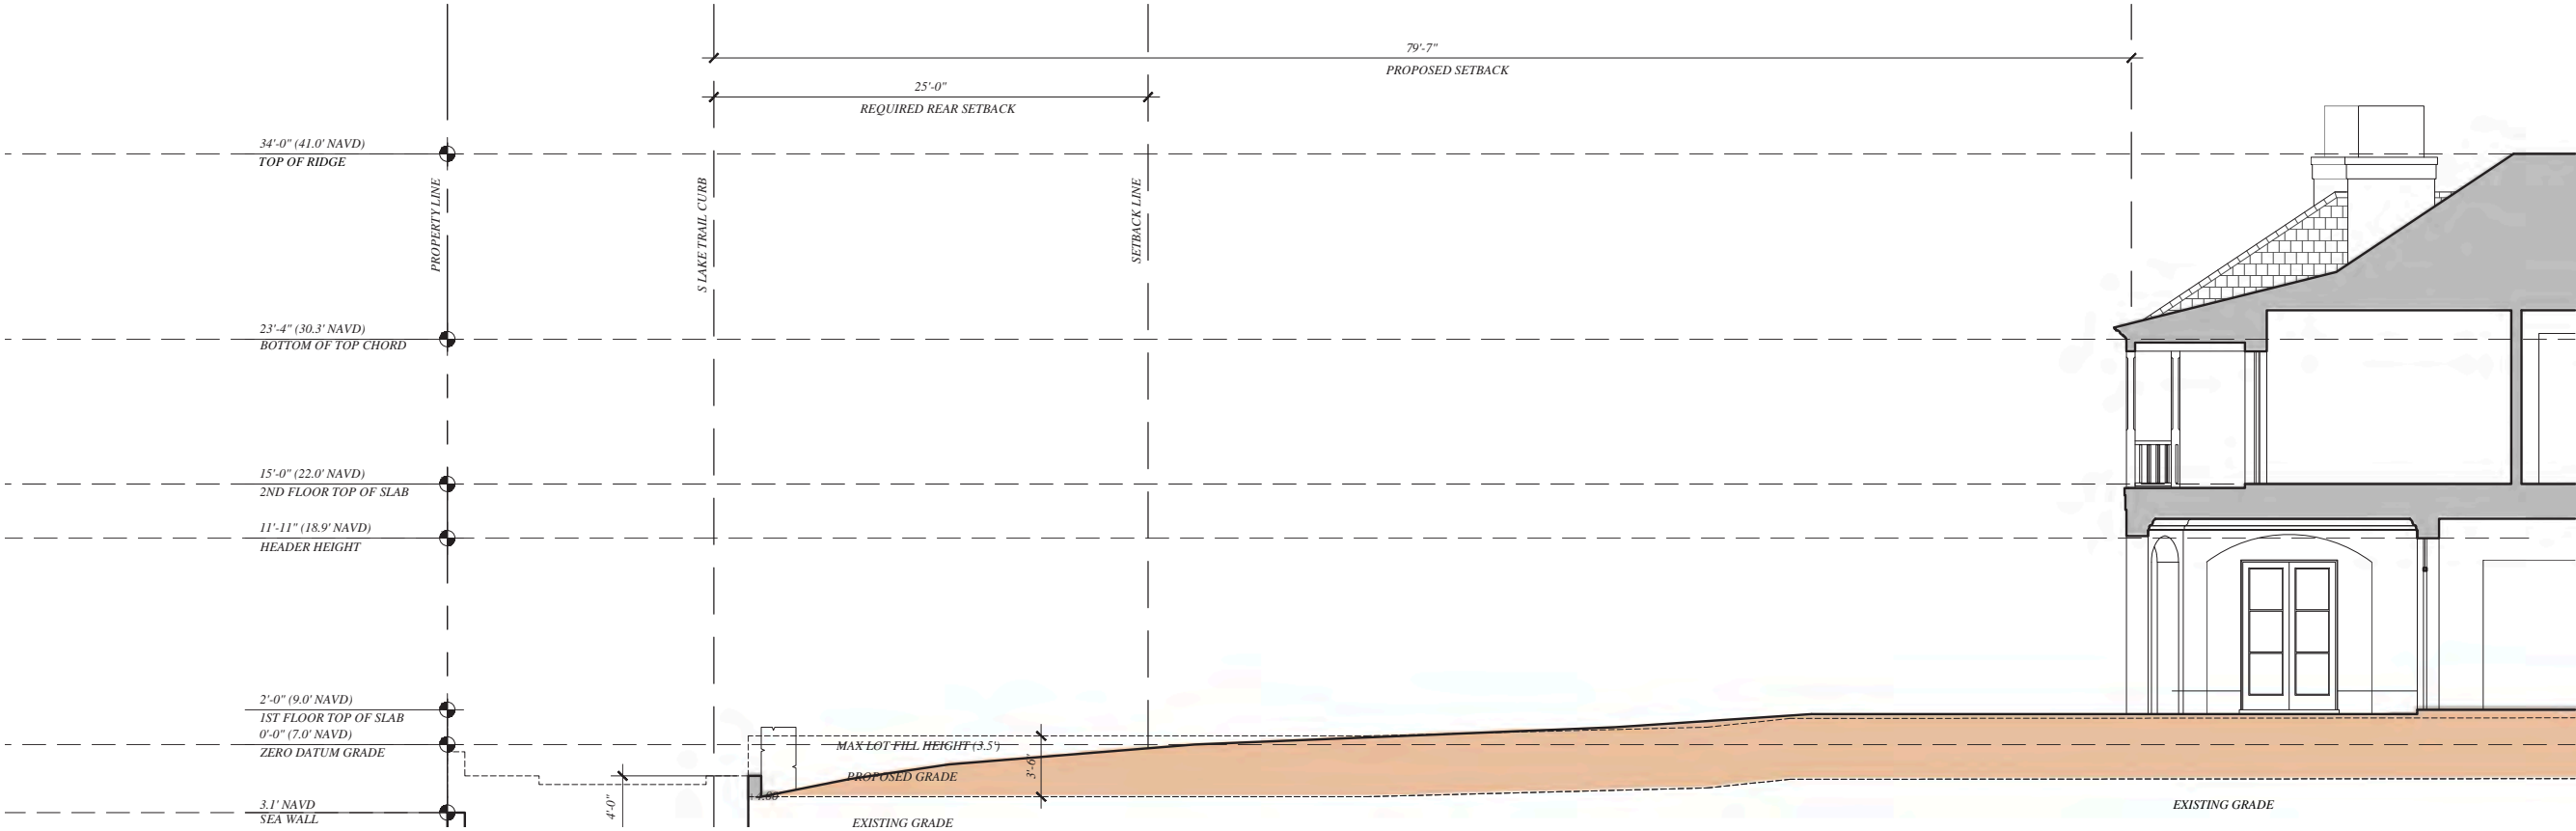 79'-7"
PROPOSED SETBACK
25'-0"
REQUIRED REAR SETBACK
34'-0" (41.0' NAVD)
TOP OF RIDGE
PROPERTY LINE
S LAKE TRAIL CURB
SETBACK LINE
23'-4" (30.3' NAVD)
BOTTOM OF TOP CHORD
15'-0" (22.0' NAVD)
2ND FLOOR TOP OF SLAB
11'-11" (18.9' NAVD)
HEADER HEIGHT
2'-0" (9.0' NAVD)
1ST FLOOR TOP OF SLAB
0'-0" (7.0' NAVD)
ZERO DATUM GRADE
MAX LOT FILL HEIGHT (3.5')
3'-6"
PROPOSED GRADE
4'-0"
3.1' NAVD
SEA WALL
EXISTING GRADE
EXISTING GRADE